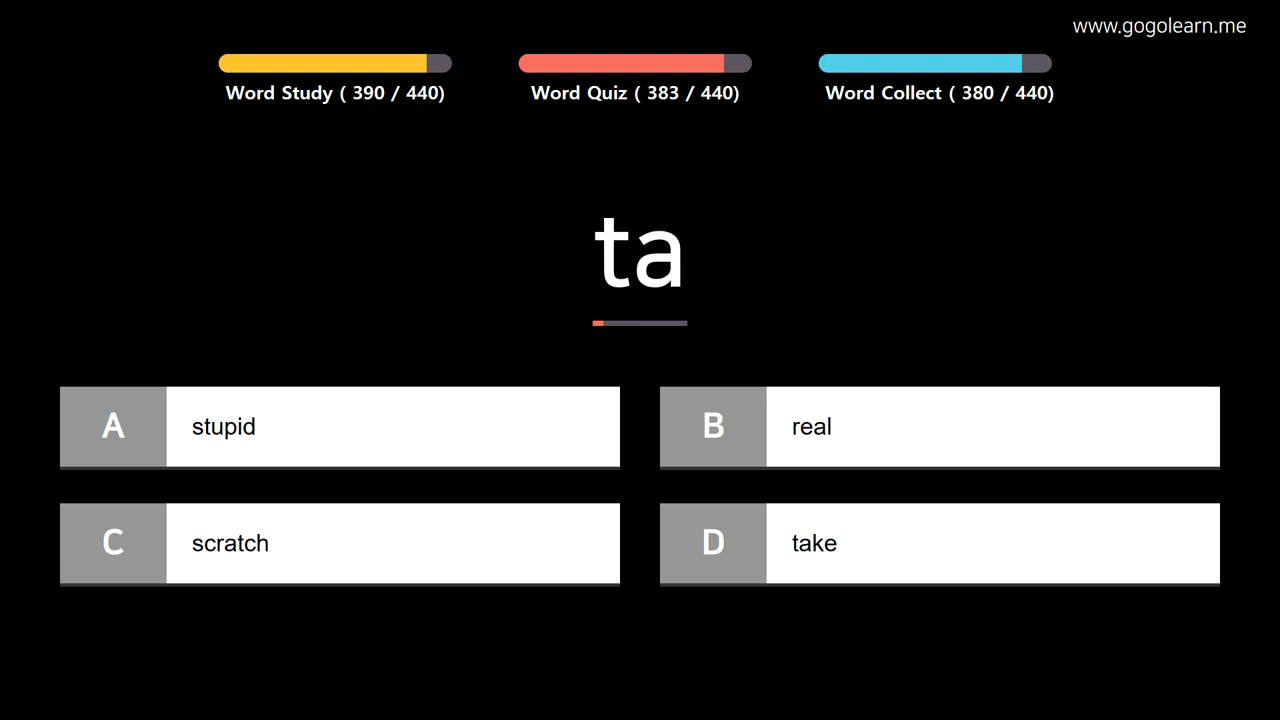 www.gogolearn.me
Word Study ( 390 / 440)
Word Quiz ( 383 / 440)
Word Collect ( 380 / 440)
ta
A stupid
B real
C scratch
D take